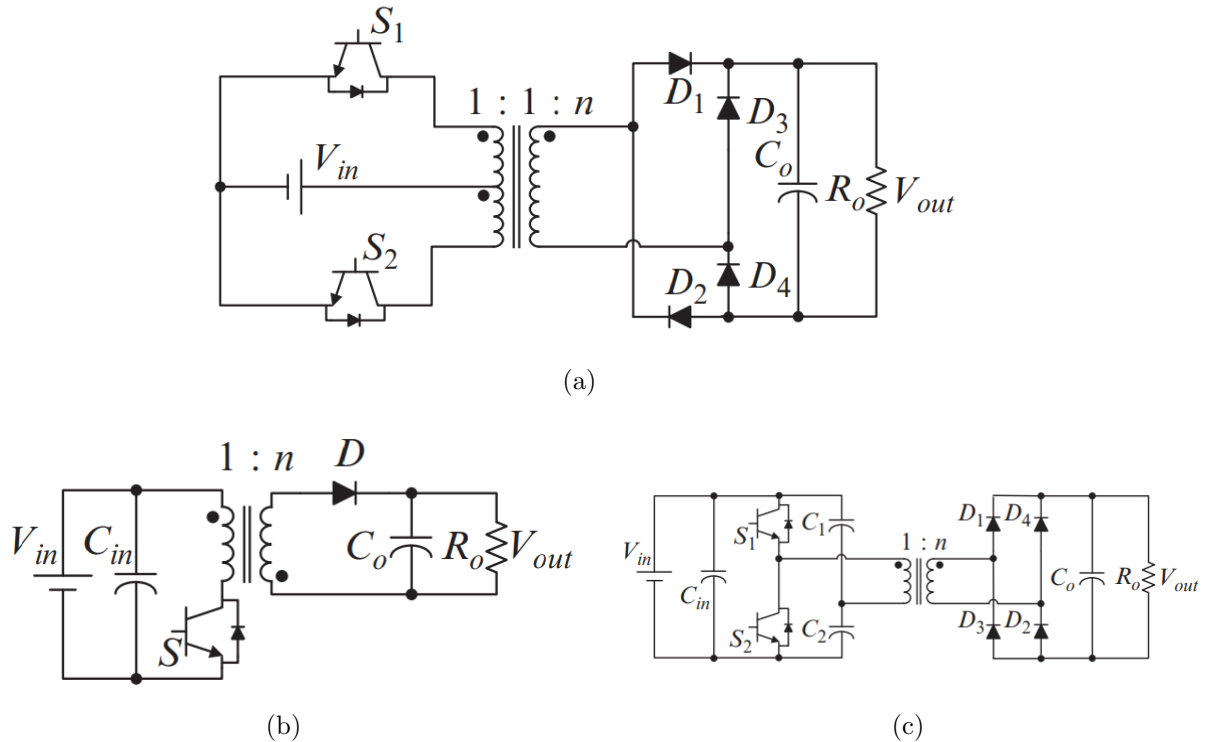 S1
1 : 1 : n
D1
D3
Vin
Co
Ro
Vout
S2
D2
D4
(a)
1 : n
D
Vin
Cin
Co
Ro
Vout
S
(b)
S1
C1
D1
D4
1 : n
Vin
Cin
Co
Ro
Vout
S2
C2
D3
D2
(c)